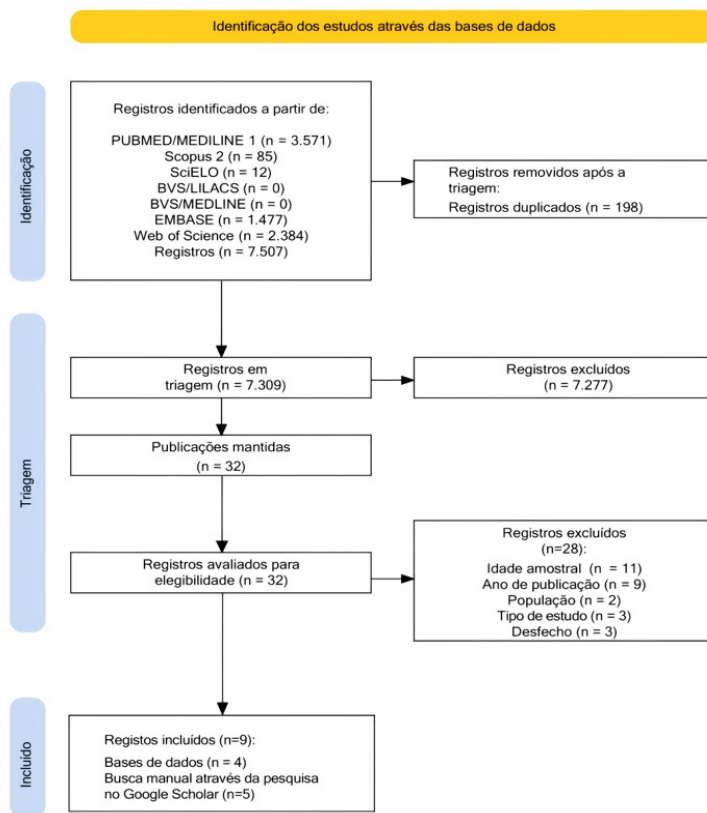 Identificação dos estudos através das bases de dados
Identificação
Registros identificados a partir de:
PUBMED/MEDILINE 1 (n = 3.571)
Scopus 2 (n = 85)
SciELO (n = 12)
BVS/LILACS (n = 0)
BVS/MEDLINE (n = 0)
EMBASE (n = 1.477)
Web of Science (n = 2.384)
Registros (n = 7.507)
Registros removidos após a
triagem:
Registros duplicados (n = 198)
Triagem
Registros em
triagem (n = 7.309)
Registros excluídos
(n = 7.277)
Publicações mantidas
(n = 32)
Registros avaliados para
elegibilidade (n = 32)
Registros excluídos
(n=28):
Idade amostral (n = 11)
Ano de publicação (n = 9)
População (n = 2)
Tipo de estudo (n = 3)
Desfecho (n = 3)
Incluído
Registos incluídos (n=9):
Bases de dados (n = 4)
Busca manual através da pesquisa
no Google Scholar (n=5)